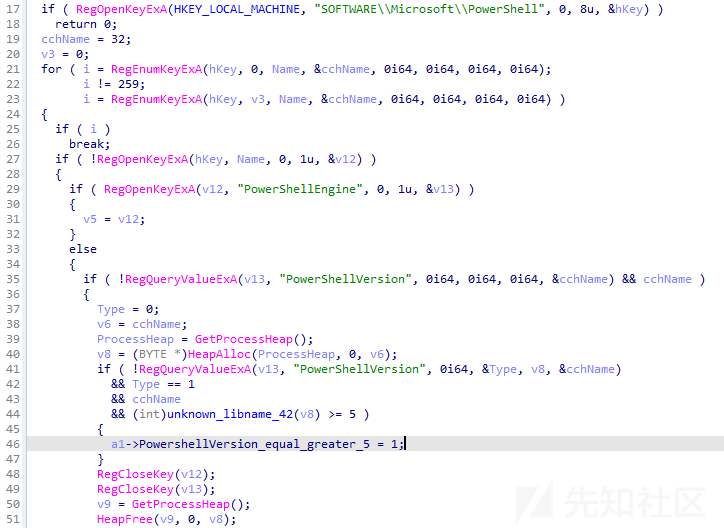 17 if ( RegOpenKeyExA(HKEY_LOCAL_MACHINE, "SOFTWARE\\Microsoft\\PowerShell", 0, 8u, &hKey) )
18 return 0;
19 cchName = 32;
20 v3 = 0;
21 for ( i = RegEnumKeyExA(hKey, 0, Name, &cchName, 0i64, 0i64, 0i64, 0i64);
22 i != 259;
23 i = RegEnumKeyExA(hKey, v3, Name, &cchName, 0i64, 0i64, 0i64, 0i64) )
24 {
25 if ( i )
26 break;
27 if ( !RegOpenKeyExA(hKey, Name, 0, 1u, &v12) )
28 {
29 if ( RegOpenKeyExA(v12, "PowerShellEngine", 0, 1u, &v13) )
30 {
31 v5 = v12;
32 }
33 else
34 {
35 if ( !RegQueryValueExA(v13, "PowerShellVersion", 0i64, 0i64, 0i64, &cchName) && cchName )
36 {
37 Type = 0;
38 v6 = cchName;
39 ProcessHeap = GetProcessHeap();
40 v8 = (BYTE *)HeapAlloc(ProcessHeap, 0, v6);
41 if ( !RegQueryValueExA(v13, "PowerShellVersion", 0i64, &Type, v8, &cchName)
42 && Type == 1
43 && cchName
44 && (int)unknown_libname_42(v8) >= 5 )
45 {
46 a1->PowershellVersion_equal_greater_5 = 1;
47 }
48 RegCloseKey(v12);
49 RegCloseKey(v13);
50 v9 = GetProcessHeap();
51 HeapFree(v9, 0, v8);
先知社区